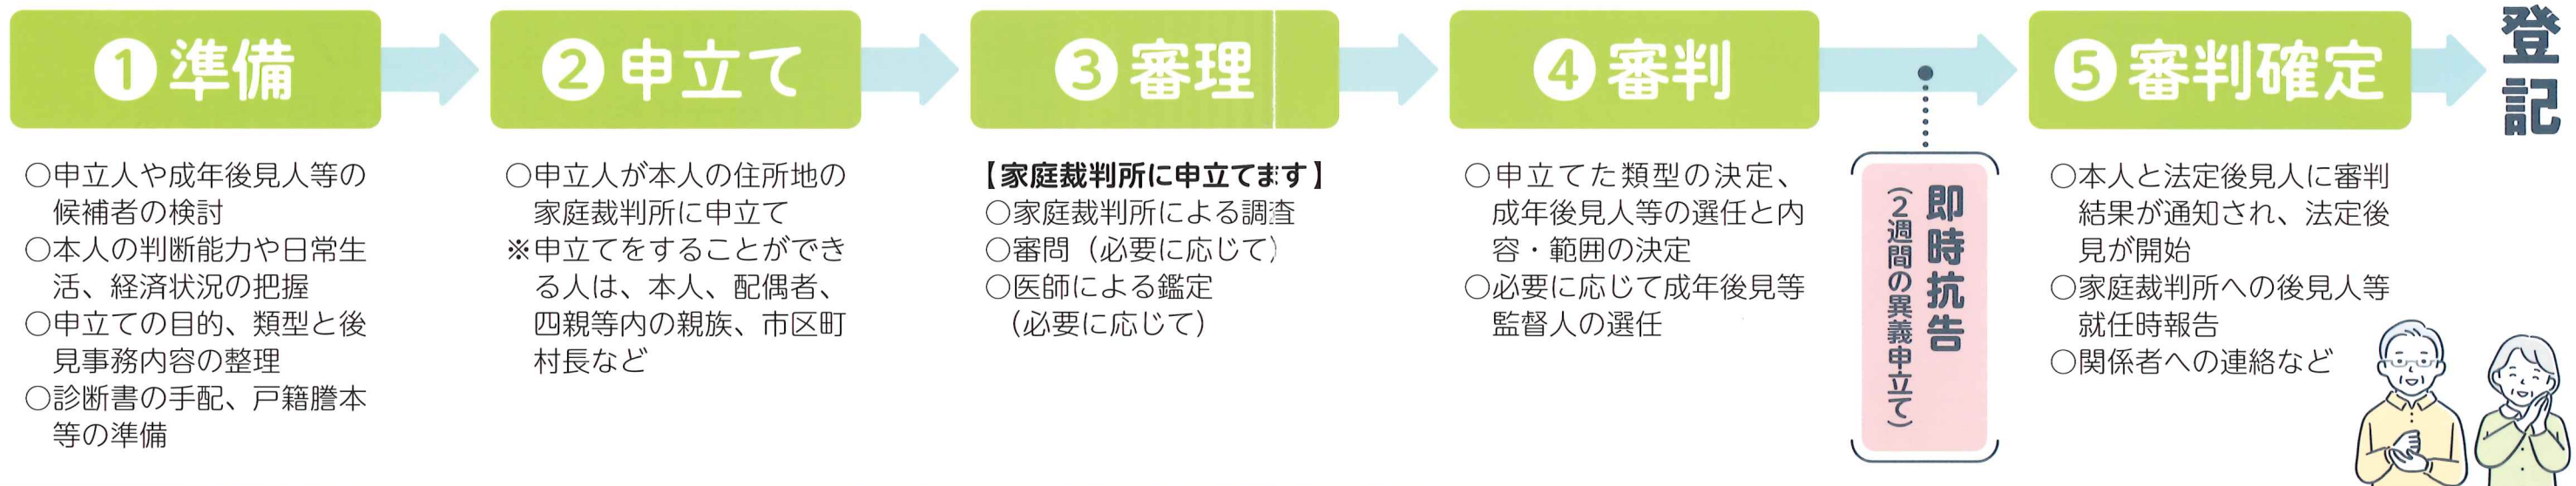 ❶準備
○申立人や成年後見人等の
候補者の検討
○本人の判断能力や日常生
活、経済状況の把握
○申立ての目的、類型と後
見事務内容の整理
○診断書の手配、戸籍謄本
等の準備
❷申立て
○申立人が本人の住所地の
家庭裁判所に申立て
※申立てをすることができ
る人は、本人、配偶者、
四親等内の親族、市区町
村長など
❸審理
【家庭裁判所に申立てます】
○家庭裁判所による調査
○審問（必要に応じて）
○医師による鑑定
（必要に応じて）
❹審判
○申立てた類型の決定、
成年後見人等の選任と内
容・範囲の決定
○必要に応じて成年後見等
監督人の選任
即時抗告
（2週間の異義申立て）
❺審判確定
○本人と法定後見人に審判
結果が通知され、法定後
見が開始
○家庭裁判所への後見人等
就任時報告
○関係者への連絡など
登記